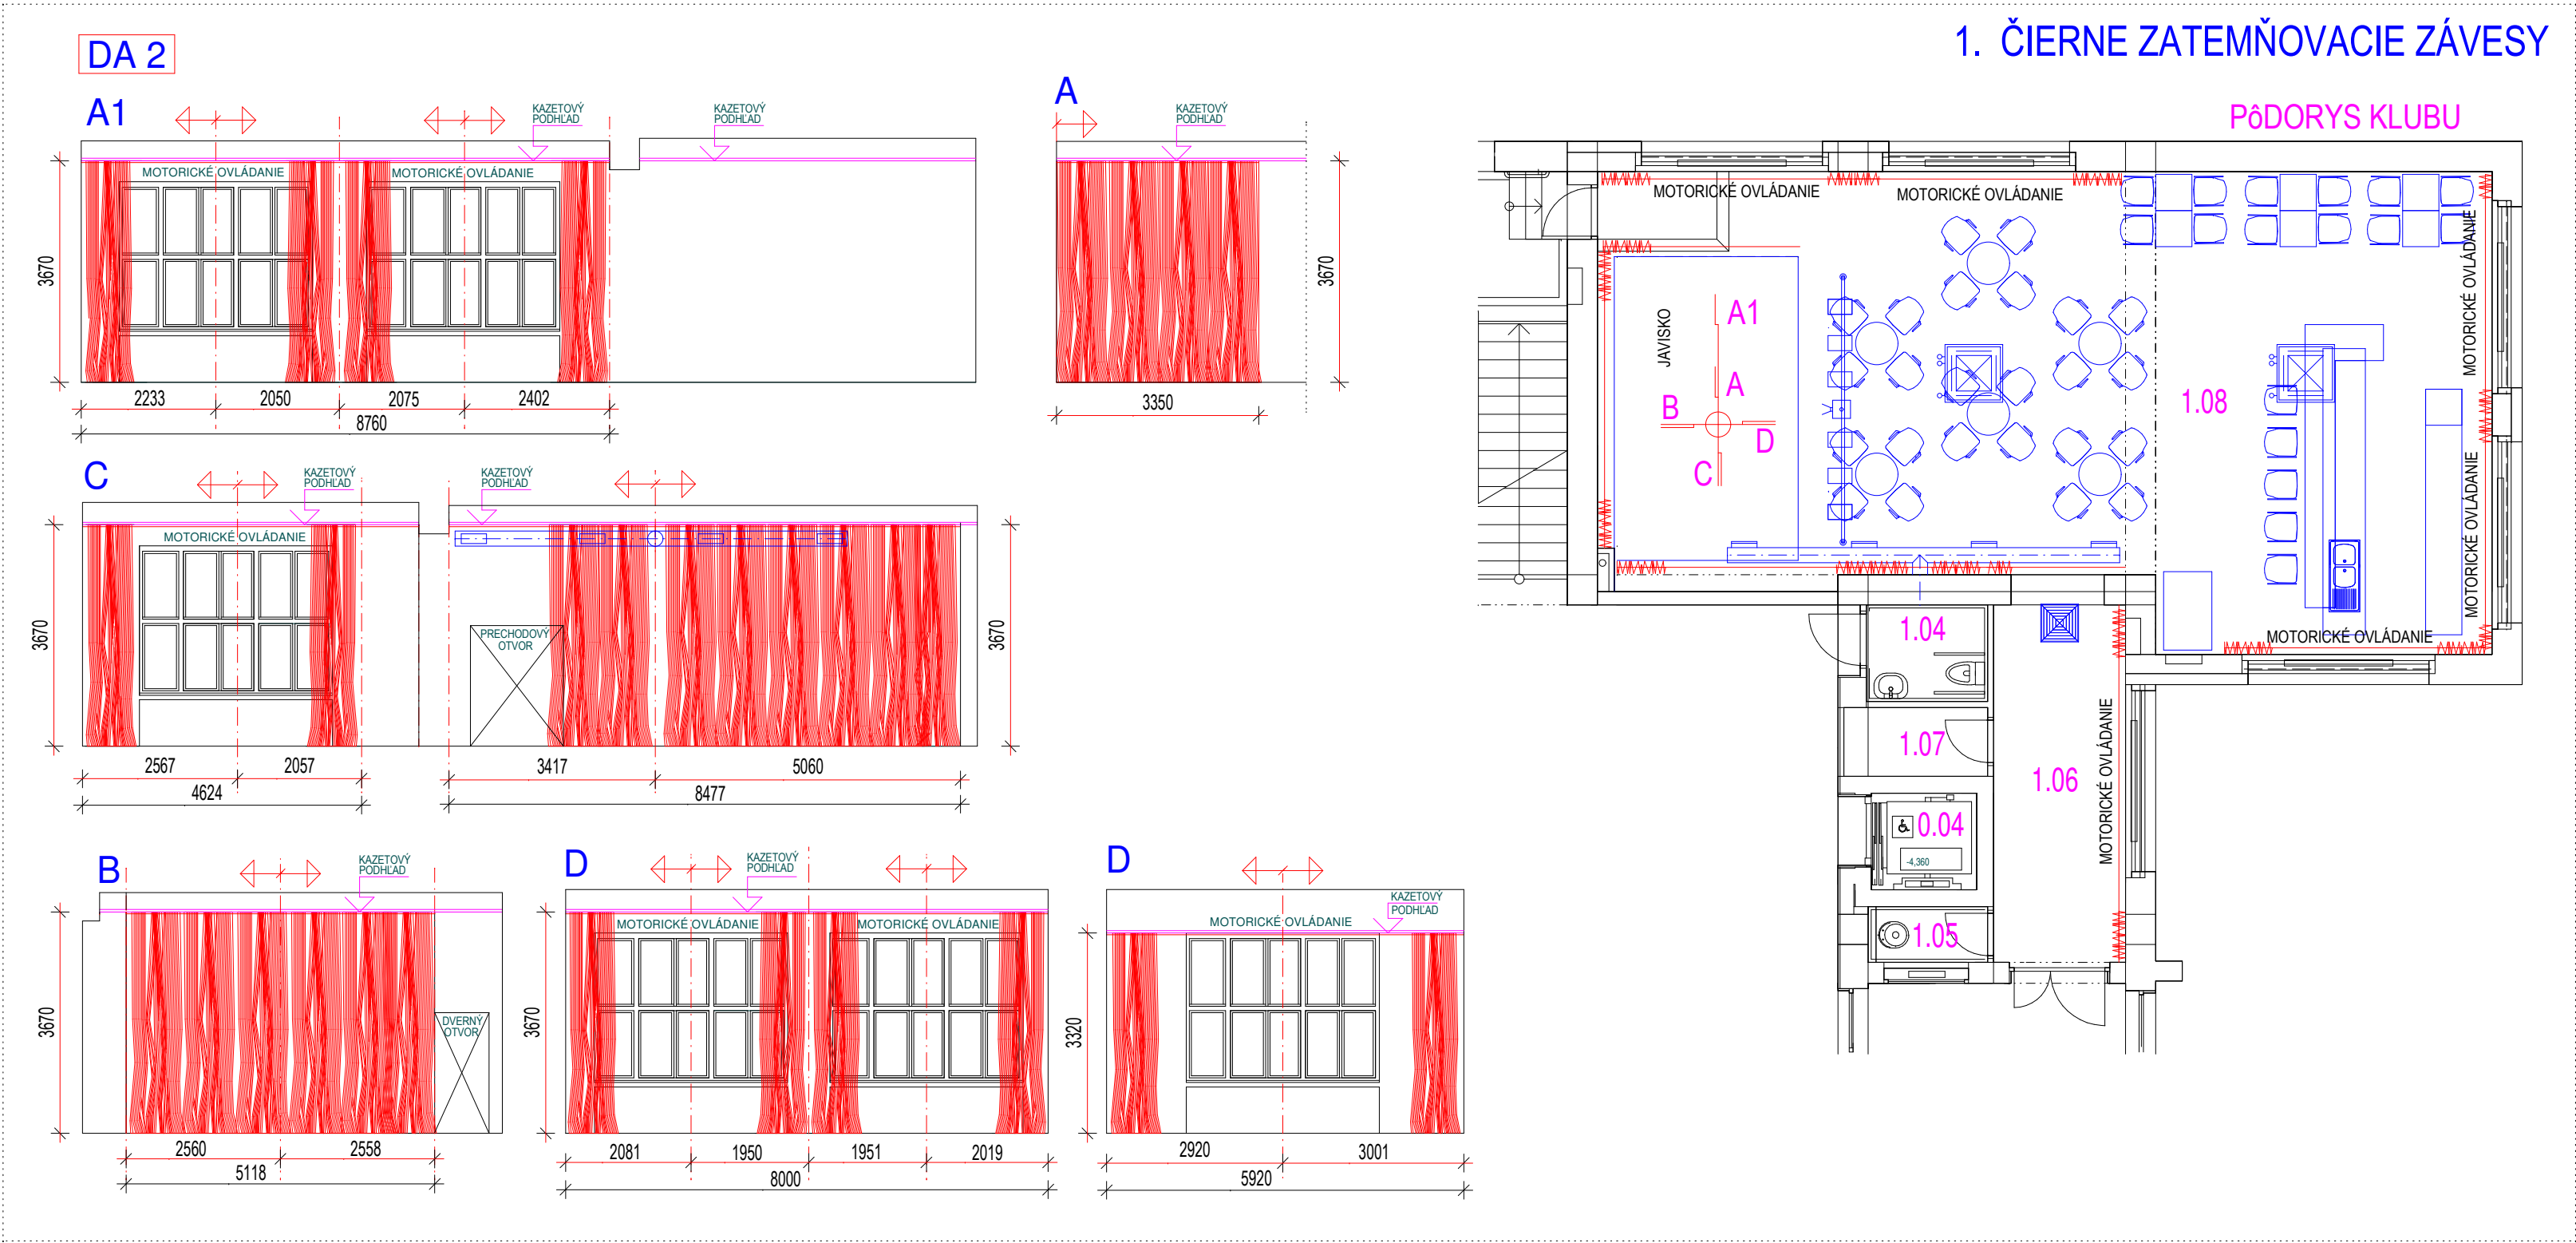 1. ČIERNE ZATEMŇOVACIE ZÁVESY
DA 2
A1
KAZETOVÝ
PODHĽAD
KAZETOVÝ
PODHĽAD
MOTORICKÉ OVLÁDANIE
MOTORICKÉ OVLÁDANIE
3670
2233
2050
2075
2402
8760
A
KAZETOVÝ
PODHĽAD
3670
3350
C
KAZETOVÝ
PODHĽAD
KAZETOVÝ
PODHĽAD
MOTORICKÉ OVLÁDANIE
PRECHODOVÝ
OTVOR
3670
3670
2567
2057
4624
3417
5060
8477
B
KAZETOVÝ
PODHĽAD
DVERNÝ
OTVOR
3670
2560
2558
5118
D
KAZETOVÝ
PODHĽAD
MOTORICKÉ OVLÁDANIE
MOTORICKÉ OVLÁDANIE
3670
2081
1950
1951
2019
8000
D
KAZETOVÝ
PODHĽAD
MOTORICKÉ OVLÁDANIE
3320
2920
3001
5920
PôDORYS KLUBU
MOTORICKÉ OVLÁDANIE
MOTORICKÉ OVLÁDANIE
MOTORICKÉ OVLÁDANIE
JAVISKO
A1
A
B
D
C
1.08
MOTORICKÉ OVLÁDANIE
MOTORICKÉ OVLÁDANIE
1.04
1.07
1.06
MOTORICKÉ OVLÁDANIE
0.04
-4,360
1.05